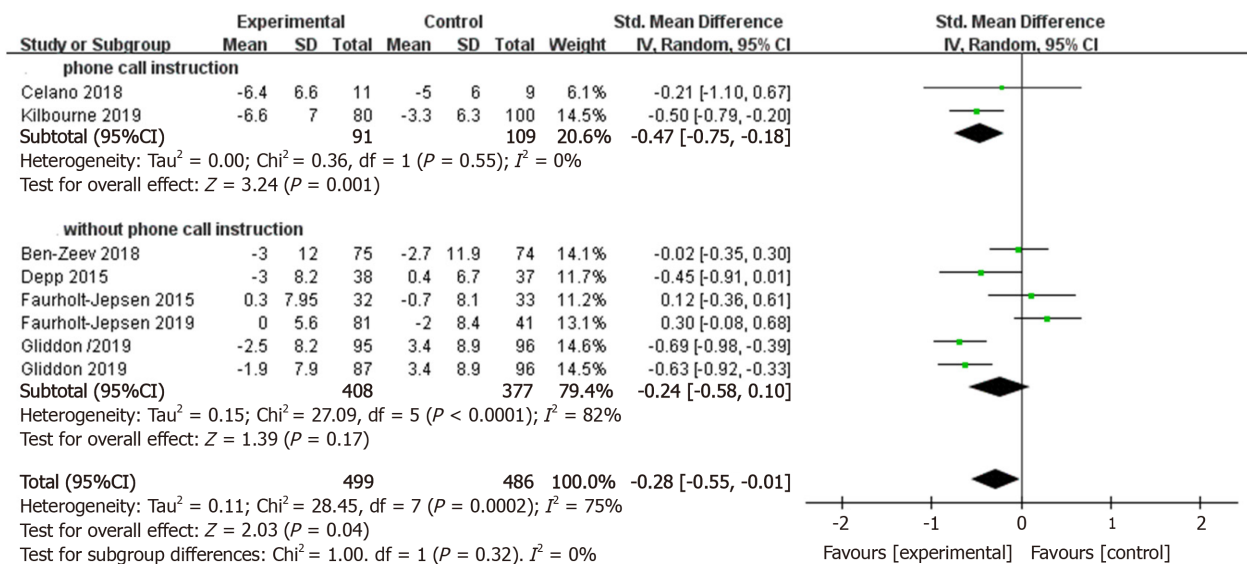 Experimental Control Std. Mean Difference Std. Mean Difference
Study or Subgroup Mean SD Total Mean SD Total Weight IV, Random, 95% CI IV, Random, 95% CI
phone call instruction
Celano 2018 -6.4 6.6 11 -5 6 9 6.1% -0.21 [-1.10, 0.67]
Kilbourne 2019 -6.6 7 80 -3.3 6.3 100 14.5% -0.50 [-0.79, -0.20]
Subtotal (95%CI) 91 109 20.6% -0.47 [-0.75, -0.18]
Heterogeneity: Tau² = 0.00; Chi² = 0.36, df = 1 (P = 0.55); I² = 0%
Test for overall effect: Z = 3.24 (P = 0.001)
without phone call instruction
Ben-Zeev 2018 -3 12 75 -2.7 11.9 74 14.1% -0.02 [-0.35, 0.30]
Depp 2015 -3 8.2 38 0.4 6.7 37 11.7% -0.45 [-0.91, 0.01]
Faurholt-Jepsen 2015 0.3 7.95 32 -0.7 8.1 33 11.2% 0.12 [-0.36, 0.61]
Faurholt-Jepsen 2019 0 5.6 81 -2 8.4 41 13.1% 0.30 [-0.08, 0.68]
Gliddon /2019 -2.5 8.2 95 3.4 8.9 96 14.6% -0.69 [-0.98, -0.39]
Gliddon 2019 -1.9 7.9 87 3.4 8.9 96 14.5% -0.63 [-0.92, -0.33]
Subtotal (95%CI) 408 377 79.4% -0.24 [-0.58, 0.10]
Heterogeneity: Tau² = 0.15; Chi² = 27.09, df = 5 (P < 0.0001); I² = 82%
Test for overall effect: Z = 1.39 (P = 0.17)
Total (95%CI) 499 486 100.0% -0.28 [-0.55, -0.01]
Heterogeneity: Tau² = 0.11; Chi² = 28.45, df = 7 (P = 0.0002); I² = 75%
Test for overall effect: Z = 2.03 (P = 0.04)
Test for subgroup differences: Chi² = 1.00. df = 1 (P = 0.32). I² = 0%
-2 -1 0 1 2
Favours [experimental] Favours [control]